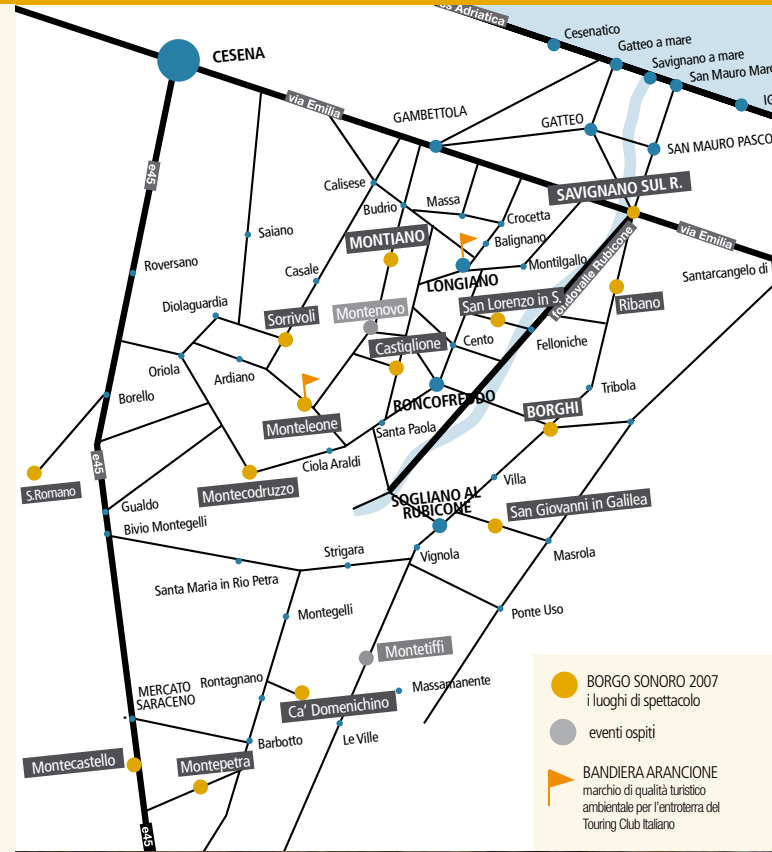 ss Adriatica
Cesenatico
Gatteo a mare
Savignano a mare
San Mauro Mare
CESENA
via Emilia
GAMBETTOLA
GATTEO
SAN MAURO PASCO
e45
Calisese
Budrio
Massa
SAVIGNANO SUL R.
Crocetta
via Emilia
Saiano
MONTIANO
Balignano
Roversano
Casale
LONGIANO
Montilgallo
fondovalle Rubicone
Santarcangelo di
Diolaguardia
Sorrivoli
Montenovo
San Lorenzo in S.
Ribano
Castiglione
Cento
Felloniche
Oriola
Ardiano
Borello
RONCOFREDDO
Tribola
Monteleone
Santa Paola
BORGHI
e45
S.Romano
Montecodruzzo
Ciola Araldi
Villa
Gualdo
SOGLIANO AL
RUBICONE
San Giovanni in Galilea
Bivio Montegelli
Strigara
Vignola
Masrola
Santa Maria in Rio Petra
Montegelli
Ponte Uso
Montetiffi
MERCATO
SARACENO
Rontagnano
Massamanente
Ca' Domenichino
Barbotto
Le Ville
Montecastello
Montepetra
e45
BORGO SONORO 2007
i luoghi di spettacolo
eventi ospiti
BANDIERA ARANCIONE
marchio di qualità turistico
ambientale per l'entroterra del
Touring Club Italiano